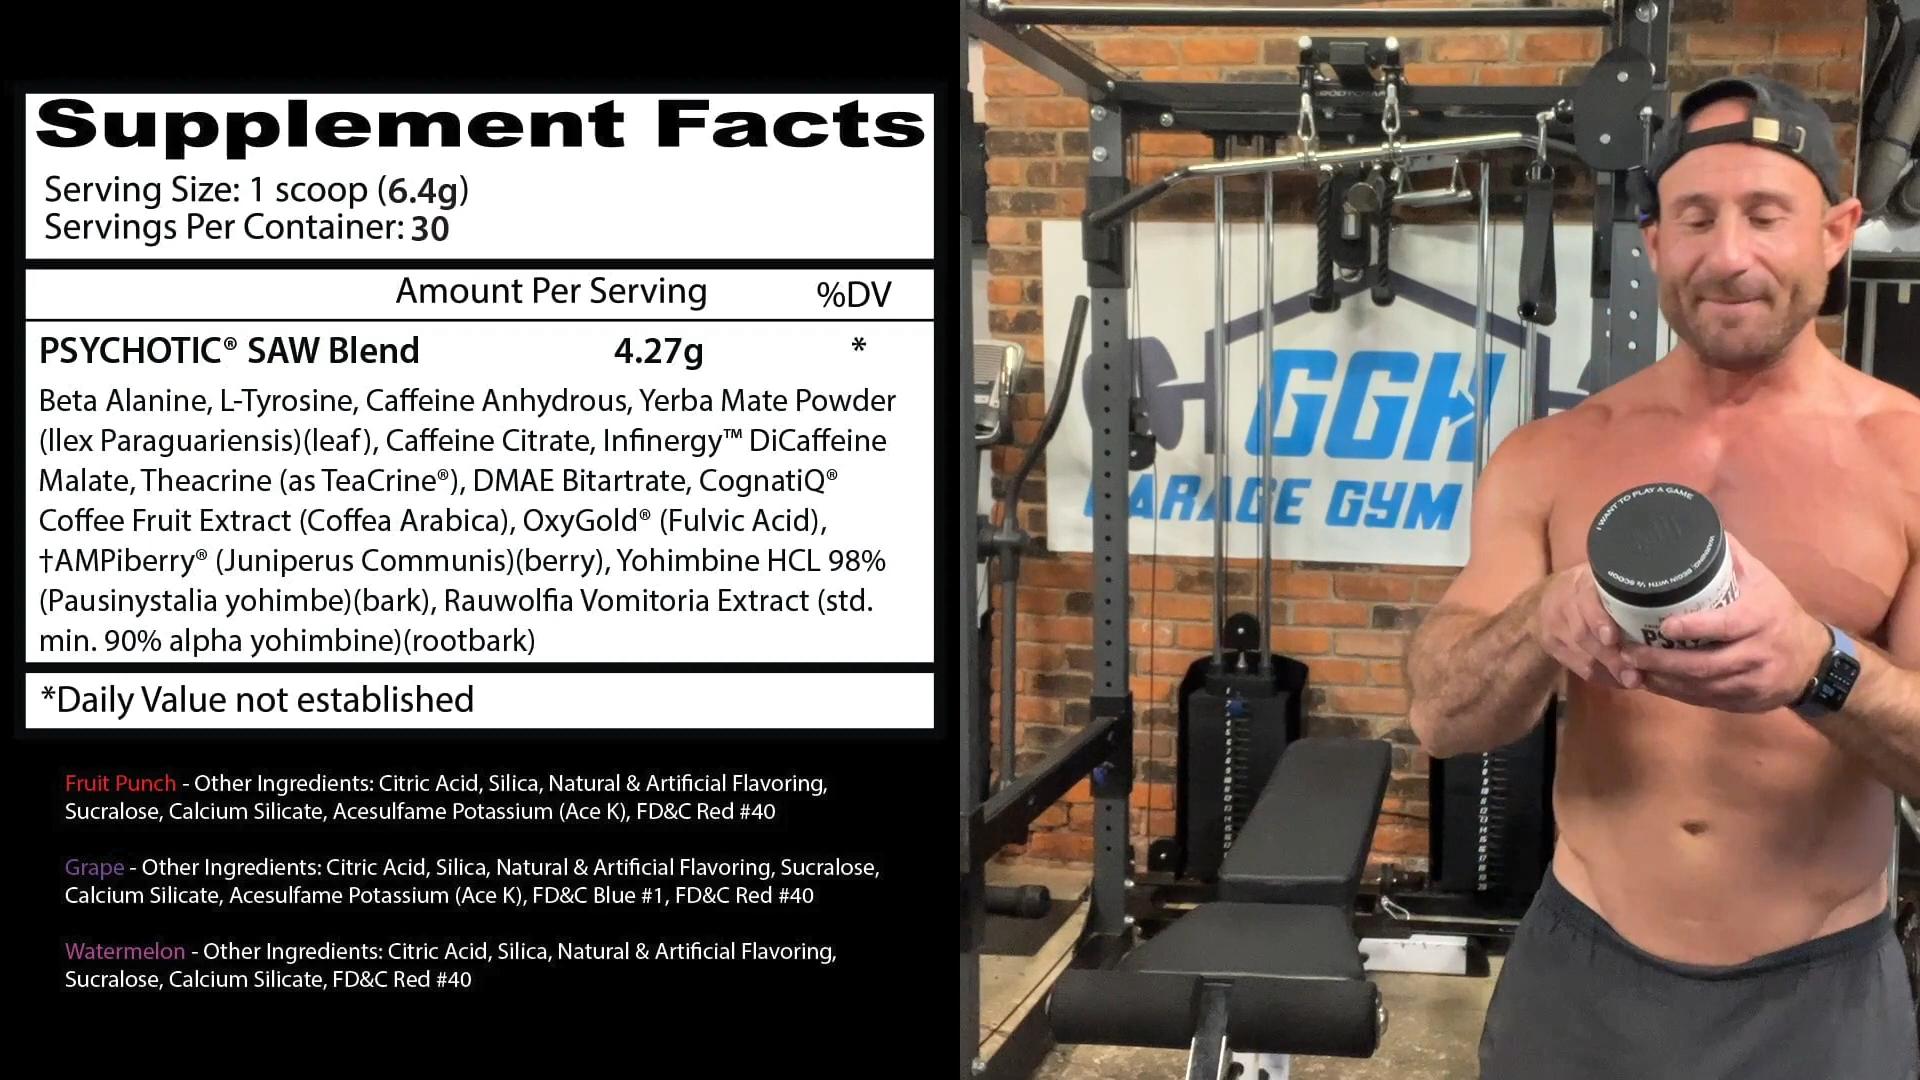 Supplement Facts
Serving Size: 1 scoop (6.4g)
Servings Per Container: 30
Amount Per Serving %DV
PSYCHOTIC® SAW Blend 4.27g *
Beta Alanine, L-Tyrosine, Caffeine Anhydrous, Yerba Mate Powder
(llex Paraguariensis)(leaf), Caffeine Citrate, Infinergy™ DiCaffeine
Malate, Theacrine (as TeaCrine®), DMAE Bitartrate, CognatiQ®
Coffee Fruit Extract (Coffea Arabica), OxyGold® (Fulvic Acid),
†AMPiberry® (Juniperus Communis)(berry), Yohimbine HCL 98%
(Pausinystalia yohimbe)(bark), Rauwolfia Vomitoria Extract (std.
min. 90% alpha yohimbine)(rootbark)
*Daily Value not established
Fruit Punch - Other Ingredients: Citric Acid, Silica, Natural & Artificial Flavoring,
Sucralose, Calcium Silicate, Acesulfame Potassium (Ace K), FD&C Red #40
Grape - Other Ingredients: Citric Acid, Silica, Natural & Artificial Flavoring, Sucralose,
Calcium Silicate, Acesulfame Potassium (Ace K), FD&C Blue #1, FD&C Red #40
Watermelon - Other Ingredients: Citric Acid, Silica, Natural & Artificial Flavoring,
Sucralose, Calcium Silicate, FD&C Red #40
GGH
GARAGE GYM
I WANT TO PLAY A GAME
WARNING: BEGIN WITH ½ SCOOP